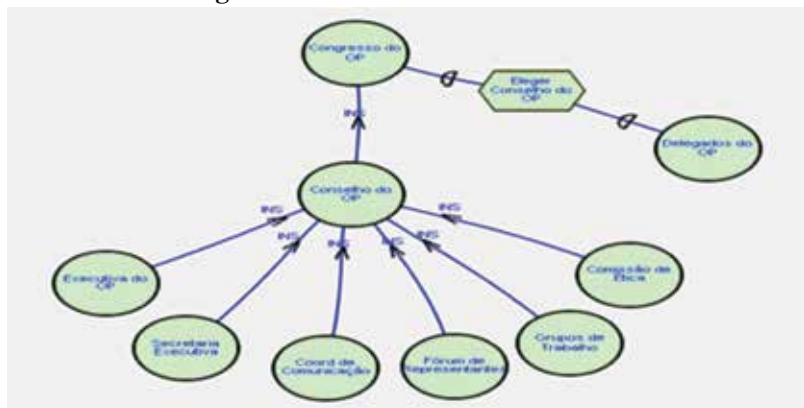 Congresso do
OP
Eleger
Conselho do
OP
Delegados do
OP
INS
Conselho do
OP
INS
INS
INS
INS
INS
INS
Executiva do
OP
Secretaria
Executiva
Coord de
Comunicação
Fórum de
Representantes
Grupos de
Trabalho
Comissão de
Ética